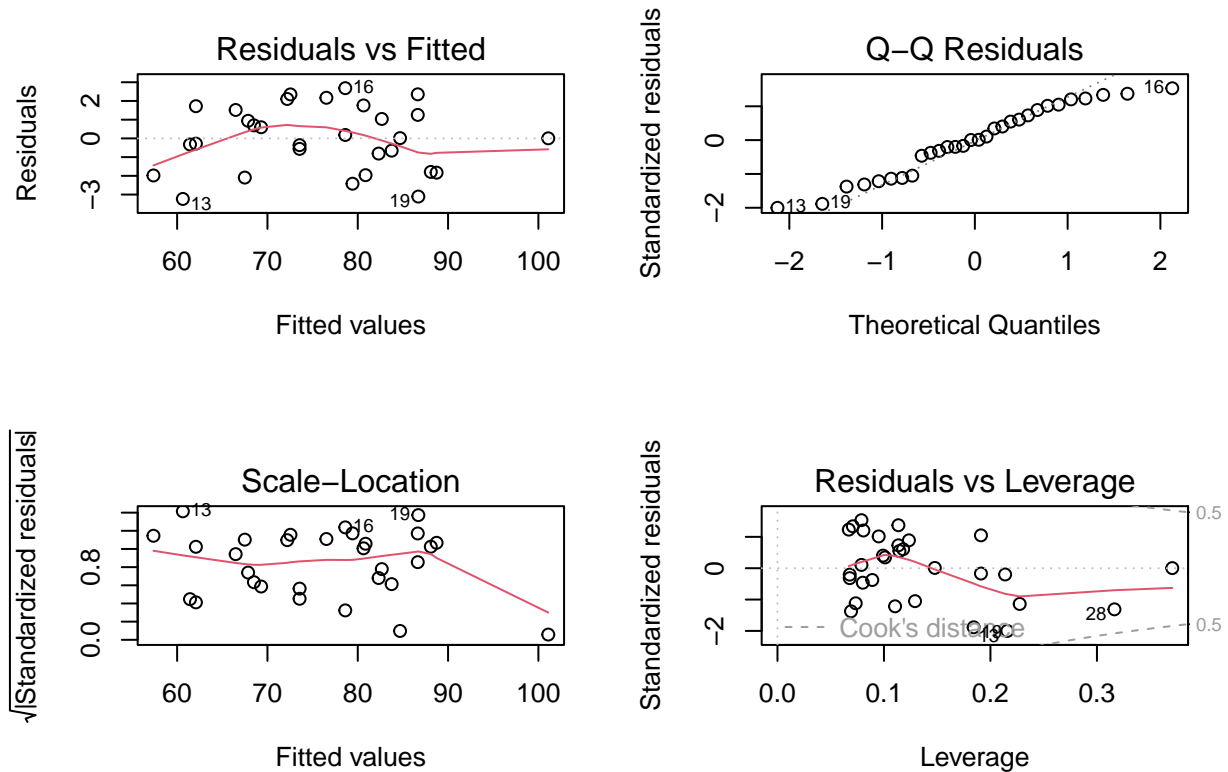 Residuals vs Fitted
Residuals
2
0
−3
16
13
19
60 70 80 90 100
Fitted values
Q−Q Residuals
Standardized residuals
0
−2
16
13
19
−2 −1 0 1 2
Theoretical Quantiles
Scale−Location
√|Standardized residuals|
0.8
0.0
13
16
19
60 70 80 90 100
Fitted values
Residuals vs Leverage
Standardized residuals
0
−2
0.5
0.5
28
19
13
Cook's distance
0.0 0.1 0.2 0.3
Leverage